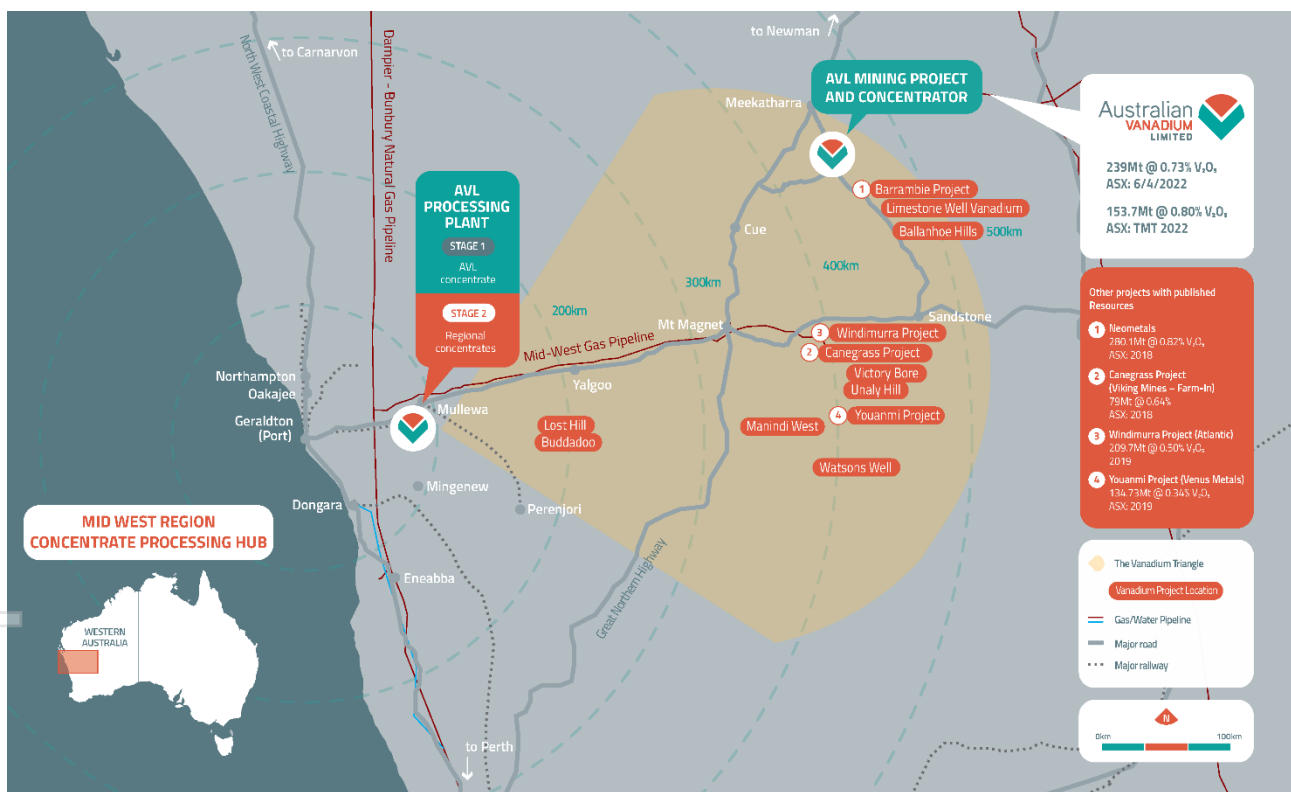 to Carnarvon
North West Coastal Highway
Dampier - Bunbury Natural Gas Pipeline
to Newman
Meekatharra
AVL MINING PROJECT
AND CONCENTRATOR
Australian
VANADIUM
LIMITED
239Mt @ 0.73% V₂O₅
ASX: 6/4/2022
153.7Mt @ 0.80% V₂O₅
ASX: TMT 2022
AVL
PROCESSING
PLANT
STAGE 1
AVL
concentrate
STAGE 2
Regional
concentrates
1 Barrambie Project
Limestone Well Vanadium
Ballanhoe Hills
500km
Cue
400km
300km
200km
Mt Magnet
Sandstone
Mid-West Gas Pipeline
3 Windimurra Project
2 Canegrass Project
Victory Bore
Unaly Hill
4 Youanmi Project
Manindi West
Watsons Well
Yalgoo
Lost Hill
Buddadoo
Northampton
Oakajee
Geraldton
(Port)
Mullewa
Mingenew
Perenjori
Dongara
Eneabba
Great Northern Highway
to Perth
MID WEST REGION
CONCENTRATE PROCESSING HUB
WESTERN
AUSTRALIA
Other projects with published
Resources
1 Neometals
280.1Mt @ 0.82% V₂O₅
ASX: 2018
2 Canegrass Project
(Viking Mines – Farm-In)
79Mt @ 0.64%
ASX: 2018
3 Windimurra Project (Atlantic)
209.7Mt @ 0.50% V₂O₅
2019
4 Youanmi Project (Venus Metals)
134.73Mt @ 0.34% V₂O₅
ASX: 2019
The Vanadium Triangle
Vanadium Project Location
Gas/Water Pipeline
Major road
Major railway
N
0km
100km